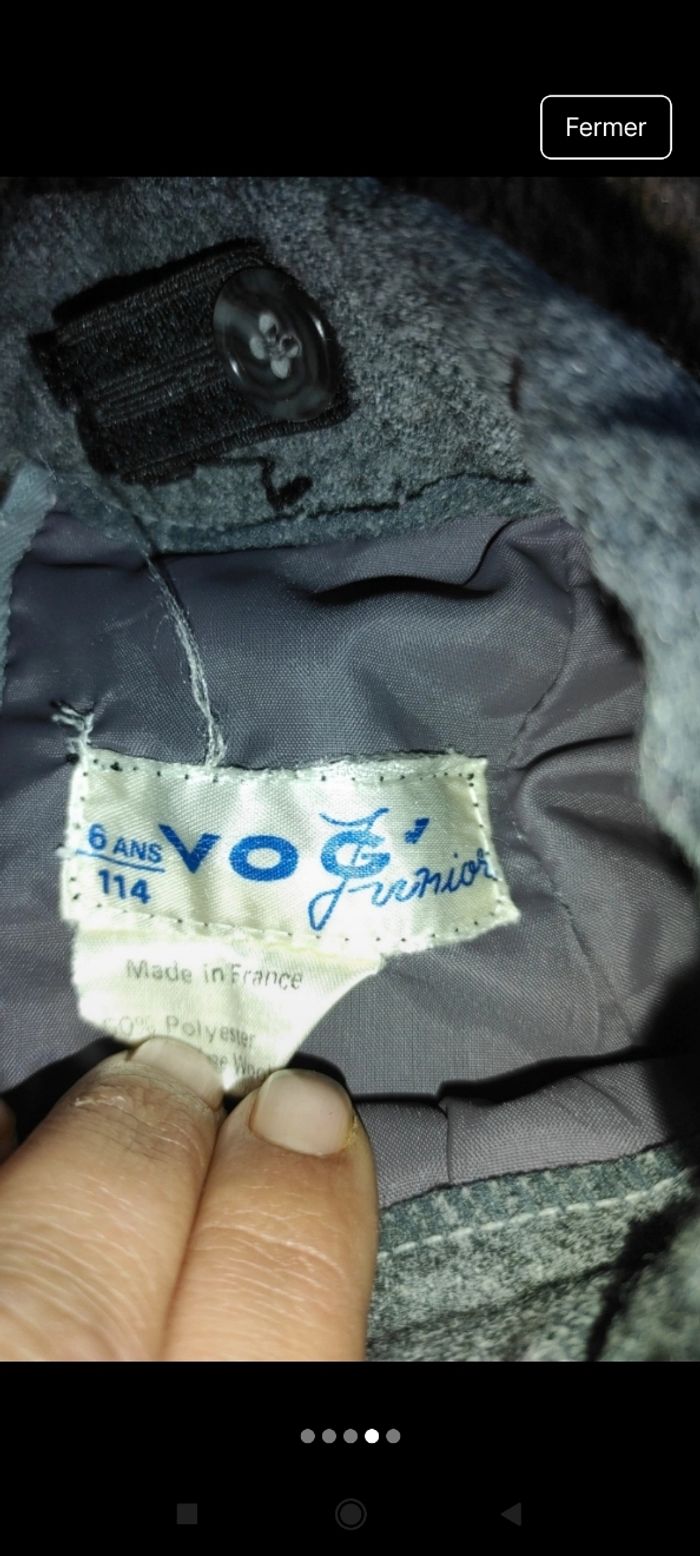 Fermer
6 ANS
114
VOG'
Junior
Made in France
Polyester